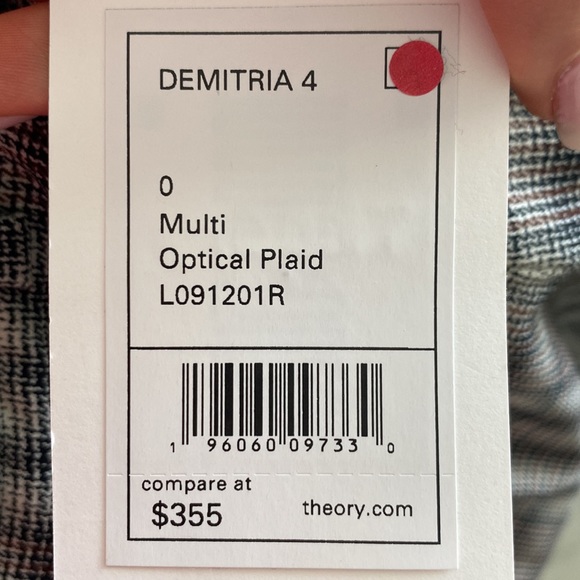 DEMITRIA 4
0
Multi
Optical Plaid
L091201R
1 96060 09733 0
compare at
$355 theory.com